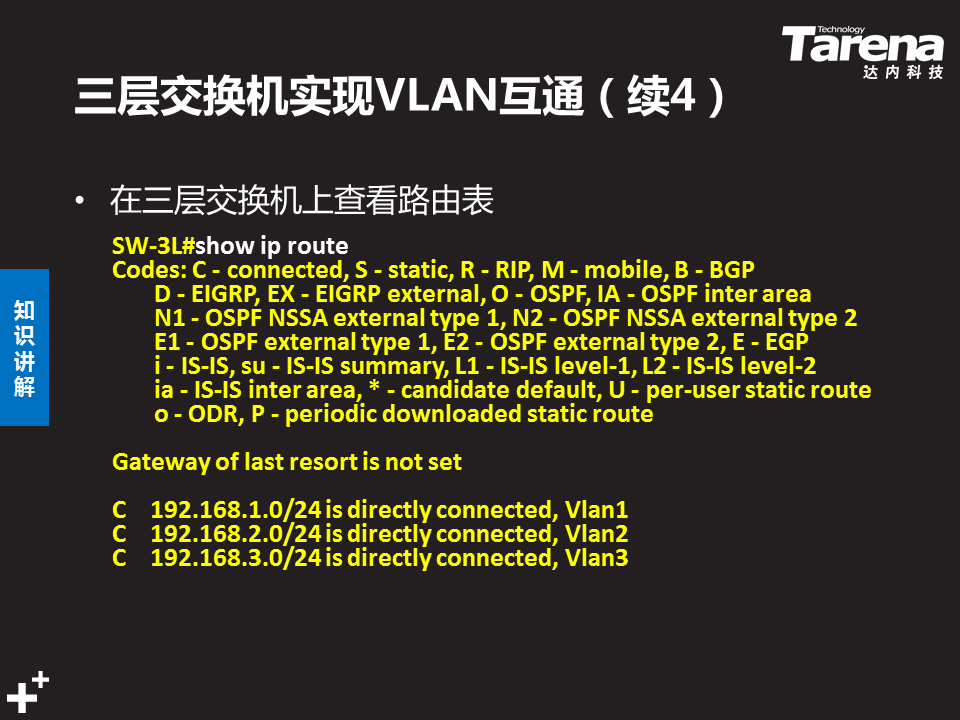 Technology
Tarena
达内科技
三层交换机实现VLAN互通（续4）
• 在三层交换机上查看路由表
SW-3L#show ip route
Codes: C - connected, S - static, R - RIP, M - mobile, B - BGP
D - EIGRP, EX - EIGRP external, O - OSPF, IA - OSPF inter area
N1 - OSPF NSSA external type 1, N2 - OSPF NSSA external type 2
E1 - OSPF external type 1, E2 - OSPF external type 2, E - EGP
i - IS-IS, su - IS-IS summary, L1 - IS-IS level-1, L2 - IS-IS level-2
ia - IS-IS inter area, * - candidate default, U - per-user static route
o - ODR, P - periodic downloaded static route
Gateway of last resort is not set
C 192.168.1.0/24 is directly connected, Vlan1
C 192.168.2.0/24 is directly connected, Vlan2
C 192.168.3.0/24 is directly connected, Vlan3
知
识
讲
解